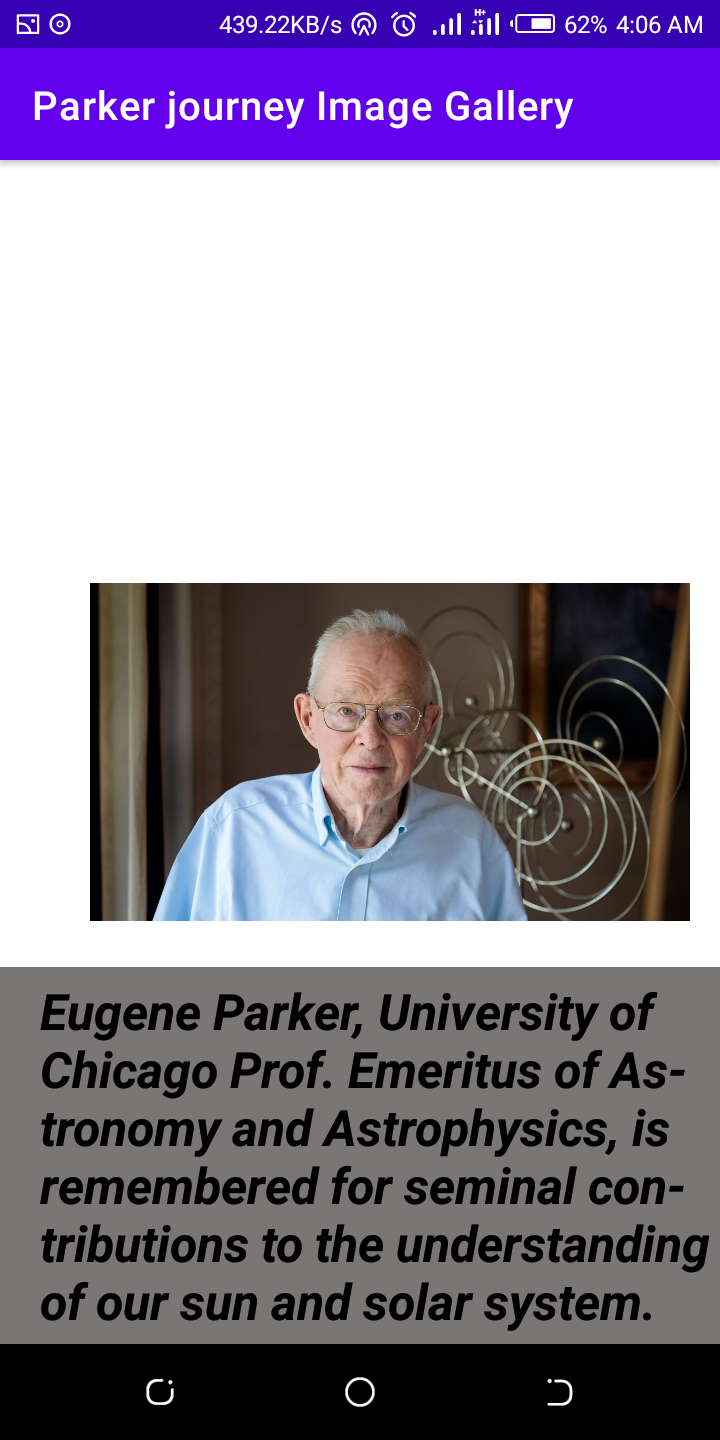 439.22KB/s H+ 62% 4:06 AM
Parker journey Image Gallery
Eugene Parker, University of
Chicago Prof. Emeritus of As-
tronomy and Astrophysics, is
remembered for seminal con-
tributions to the understanding
of our sun and solar system.